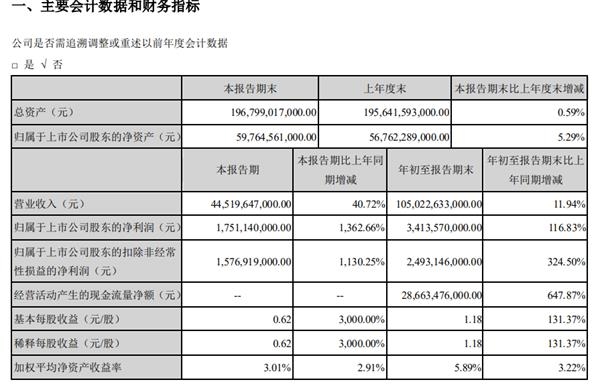 一、主要会计数据和财务指标
公司是否需追溯调整或重述以前年度会计数据
□ 是 √ 否
本报告期末 上年度末 本报告期末比上年度末增减
总资产（元） 196,799,017,000.00 195,641,593,000.00 0.59%
归属于上市公司股东的净资产（元） 59,764,561,000.00 56,762,289,000.00 5.29%
本报告期 本报告期比上年同期增减 年初至报告期末 年初至报告期末比上年同期增减
营业收入（元） 44,519,647,000.00 40.72% 105,022,633,000.00 11.94%
归属于上市公司股东的净利润（元） 1,751,140,000.00 1,362.66% 3,413,570,000.00 116.83%
归属于上市公司股东的扣除非经常
性损益的净利润（元） 1,576,919,000.00 1,130.25% 2,493,146,000.00 324.50%
经营活动产生的现金流量净额（元） -- -- 28,663,476,000.00 647.87%
基本每股收益（元/股） 0.62 3,000.00% 1.18 131.37%
稀释每股收益（元/股） 0.62 3,000.00% 1.18 131.37%
加权平均净资产收益率 3.01% 2.91% 5.89% 3.22%